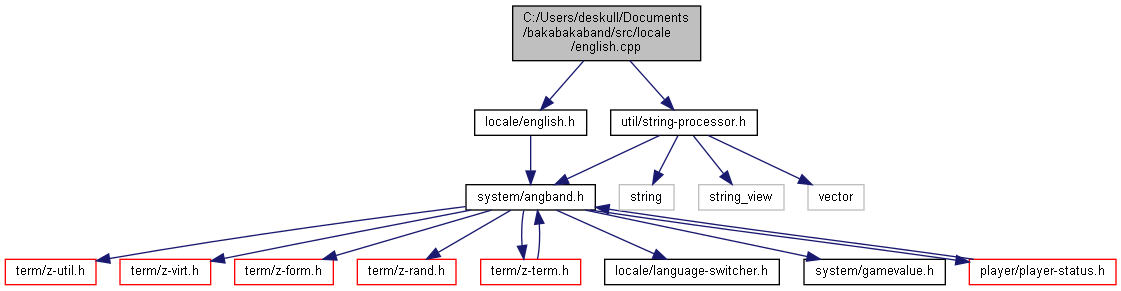 C:/Users/deskull/Documents
/bakabakaband/src/locale
/english.cpp
locale/english.h
util/string-processor.h
system/angband.h
string
string_view
vector
term/z-util.h
term/z-virt.h
term/z-form.h
term/z-rand.h
term/z-term.h
locale/language-switcher.h
system/gamevalue.h
player/player-status.h